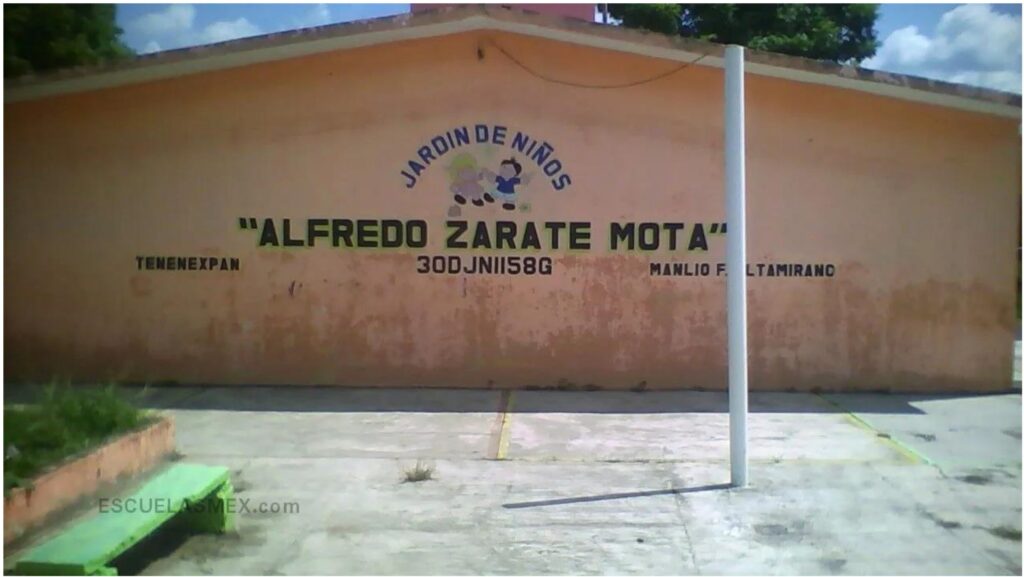 JARDIN DE NIÑOS
"ALFREDO ZARATE MOTA"
TENENEXPAN
30DJN1158G
MANLIO F. ALTAMIRANO
ESCUELASMEX.com